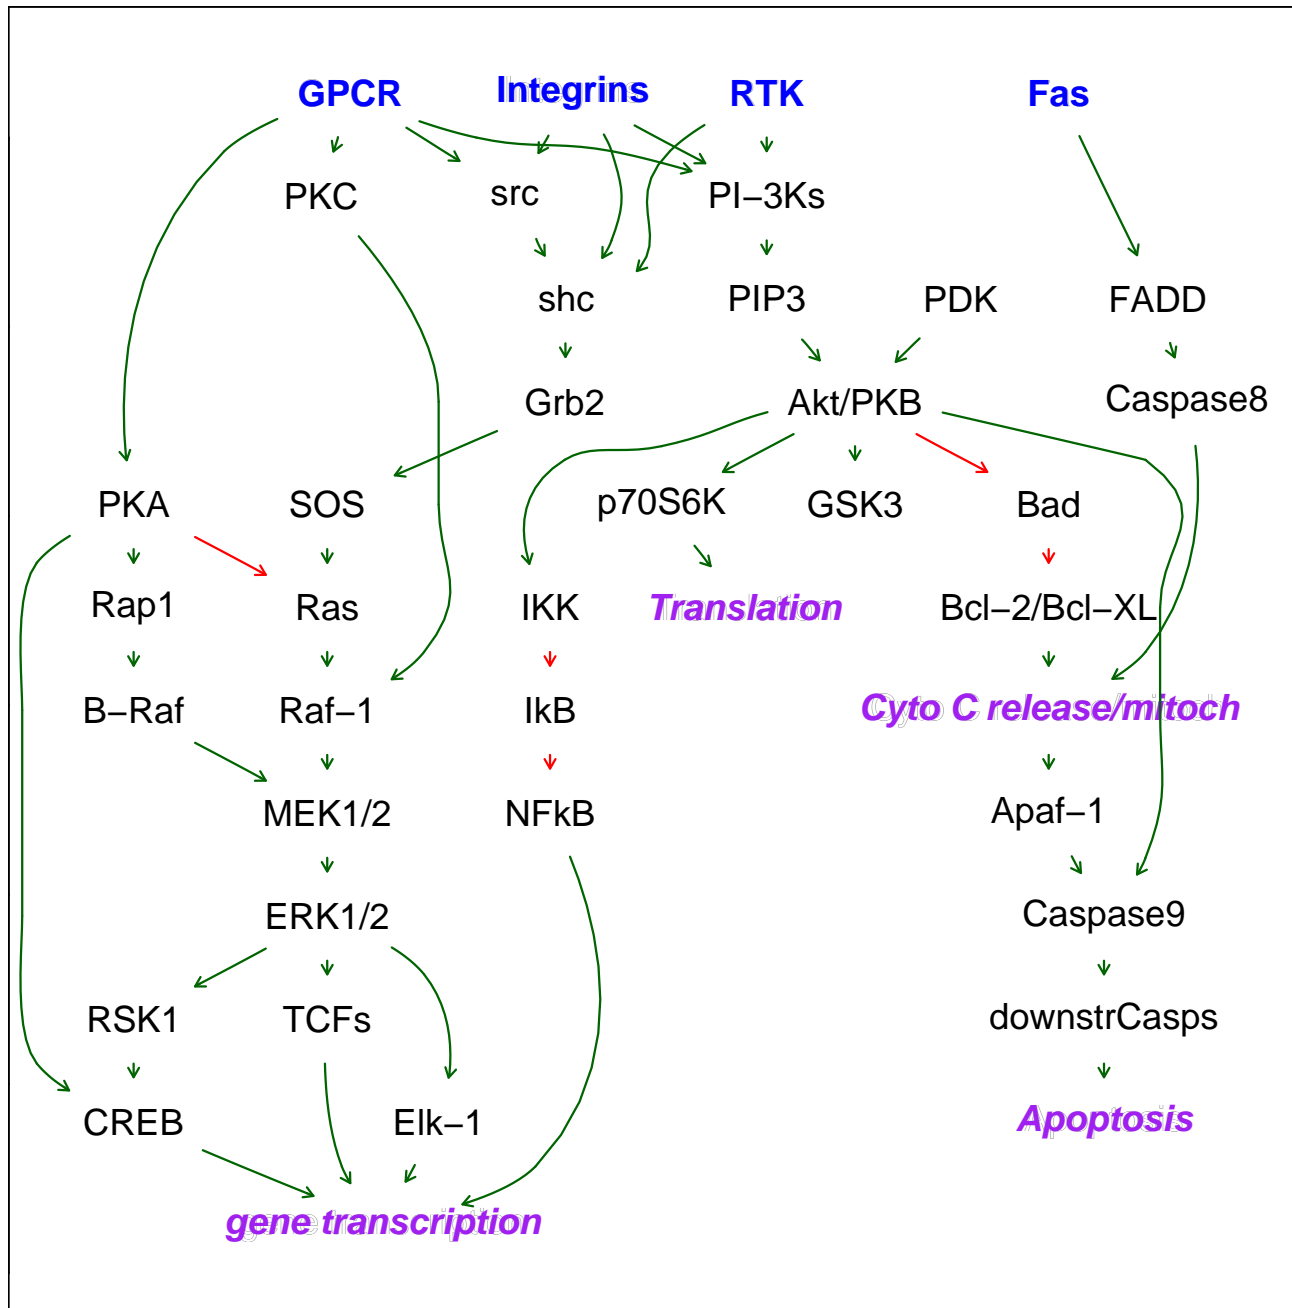 GPCR
Integrins
RTK
Fas
PKC
src
PI−3Ks
shc
PIP3
PDK
FADD
Grb2
Akt/PKB
Caspase8
PKA
SOS
p70S6K
GSK3
Bad
Rap1
Ras
IKK
Translation
Bcl−2/Bcl−XL
B−Raf
Raf−1
IkB
Cyto C release/mitoch
MEK1/2
NFkB
Apaf−1
ERK1/2
Caspase9
RSK1
TCFs
downstrCasps
CREB
Elk−1
Apoptosis
gene transcription